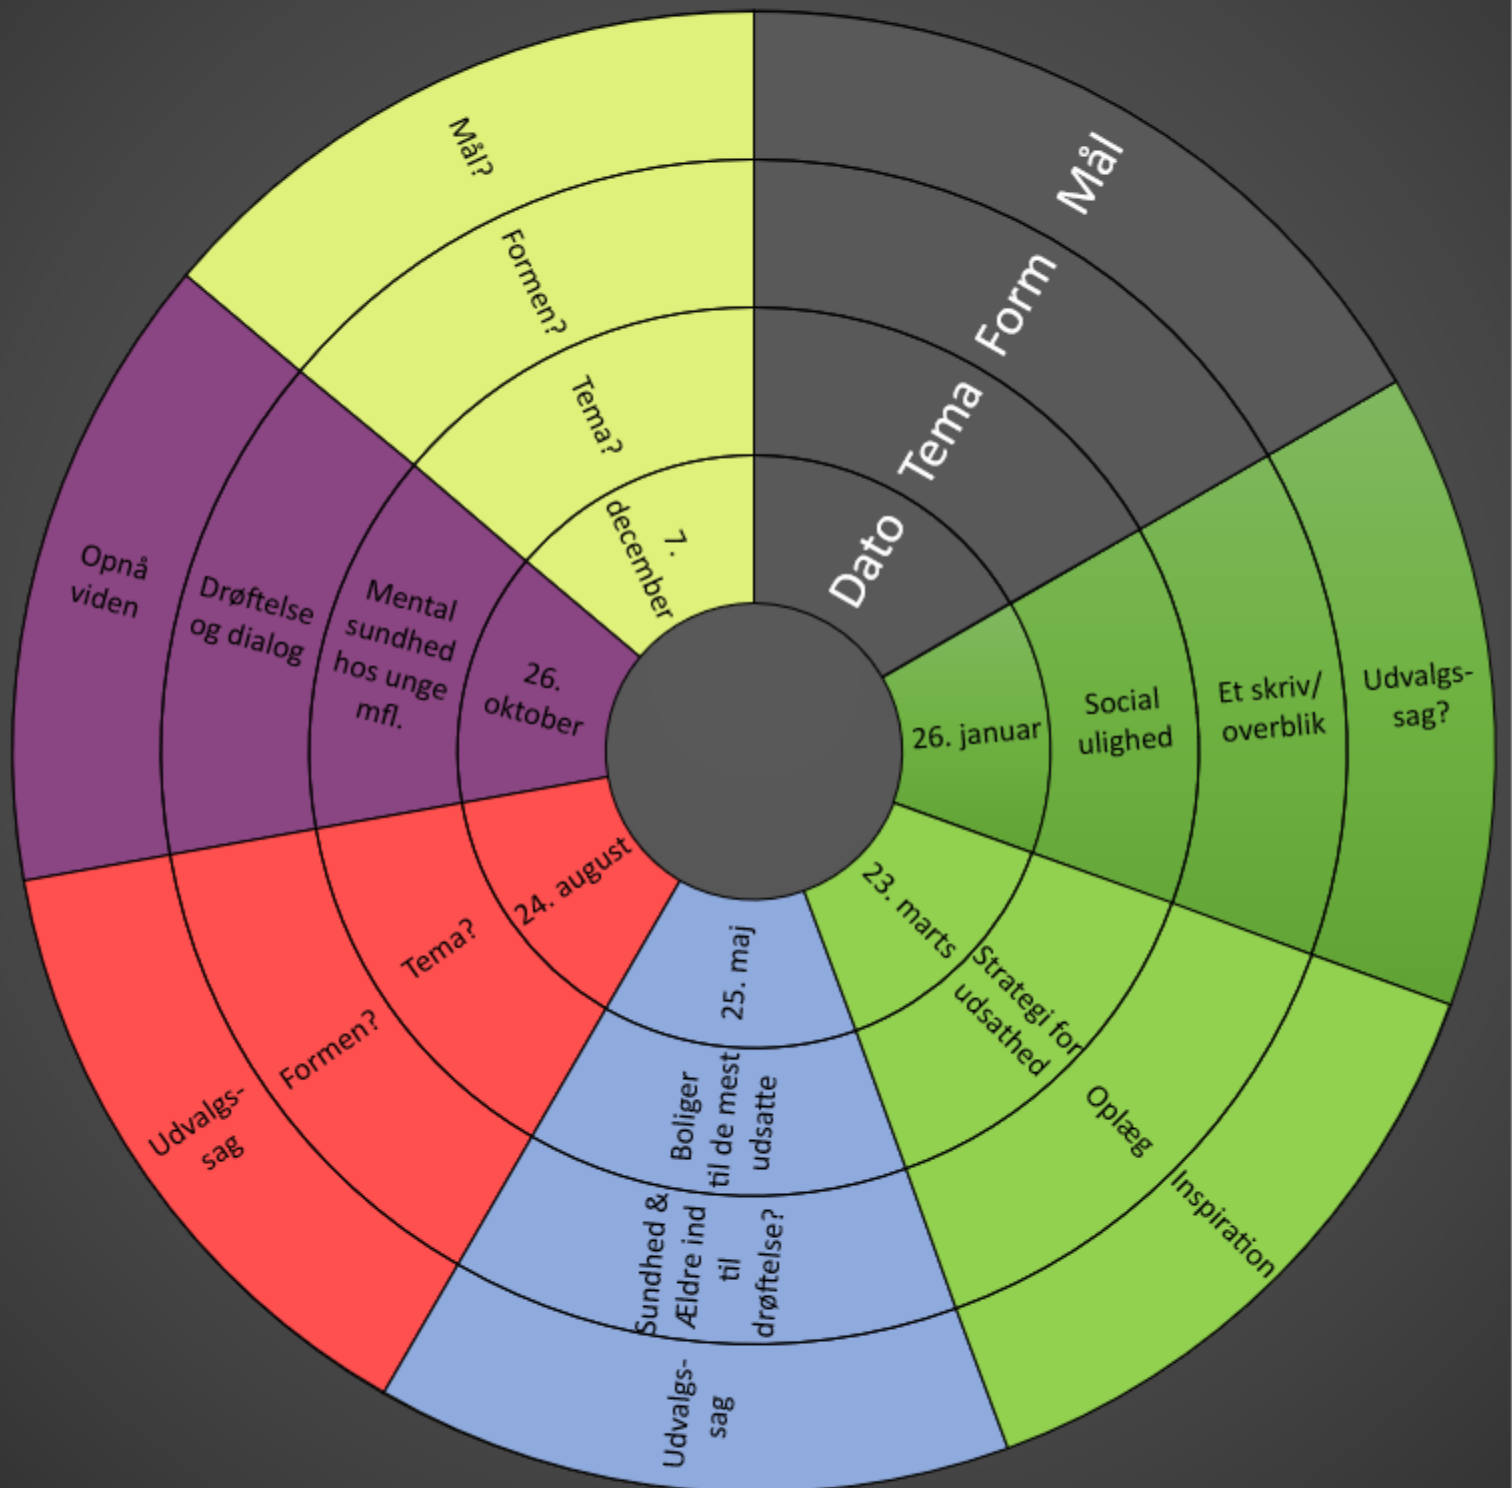 Dato
Tema
Form
Mål
26. januar
Social
ulighed
Et skriv/
overblik
Udvalgs-
sag?
23. marts
Strategi for
udsathed
Oplæg
Inspiration
25. maj
Boliger
til de mest
udsatte
Sundhed &
Ældre ind
til
drøftelse?
Udvalgs-
sag
24. august
Tema?
Formen?
Udvalgs-
sag
26.
oktober
Mental
sundhed
hos unge
mfl.
Drøftelse
og dialog
Opnå
viden
7.
december
Tema?
Formen?
Mål?